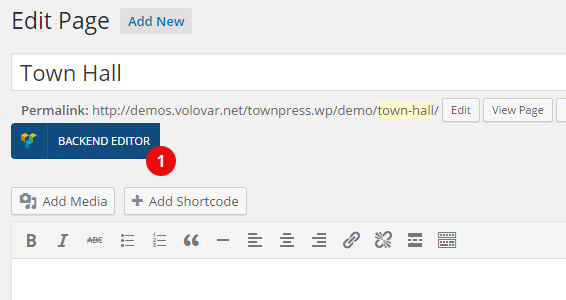 Edit Page Add New
Town Hall
Permalink: http://demos.volovar.net/townpress.wp/demo/town-hall/ Edit View Page
BACKEND EDITOR
1
Add Media Add Shortcode
B I ABC